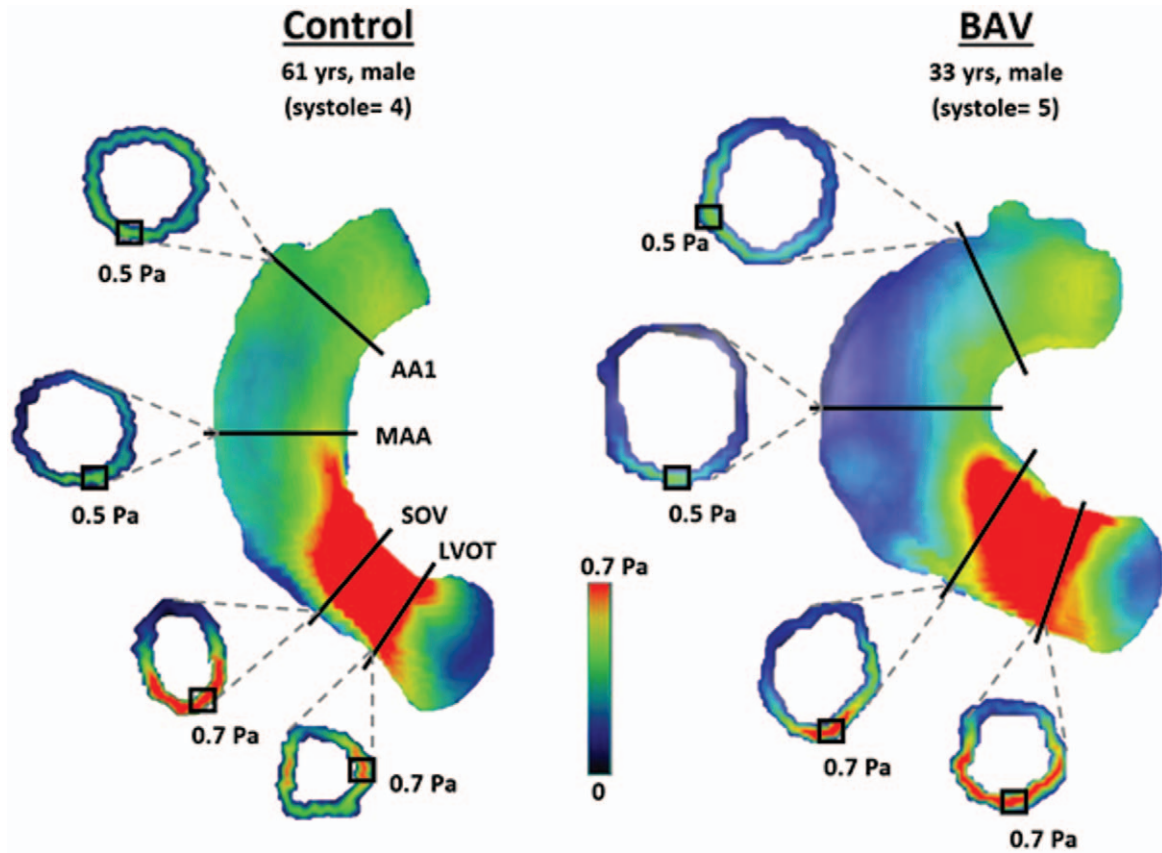 Control
61 yrs, male
(systole= 4)
0.5 Pa
AA1
MAA
0.5 Pa
SOV
LVOT
0.7 Pa
0.7 Pa
0.7 Pa
0
BAV
33 yrs, male
(systole= 5)
0.5 Pa
0.5 Pa
0.7 Pa
0.7 Pa